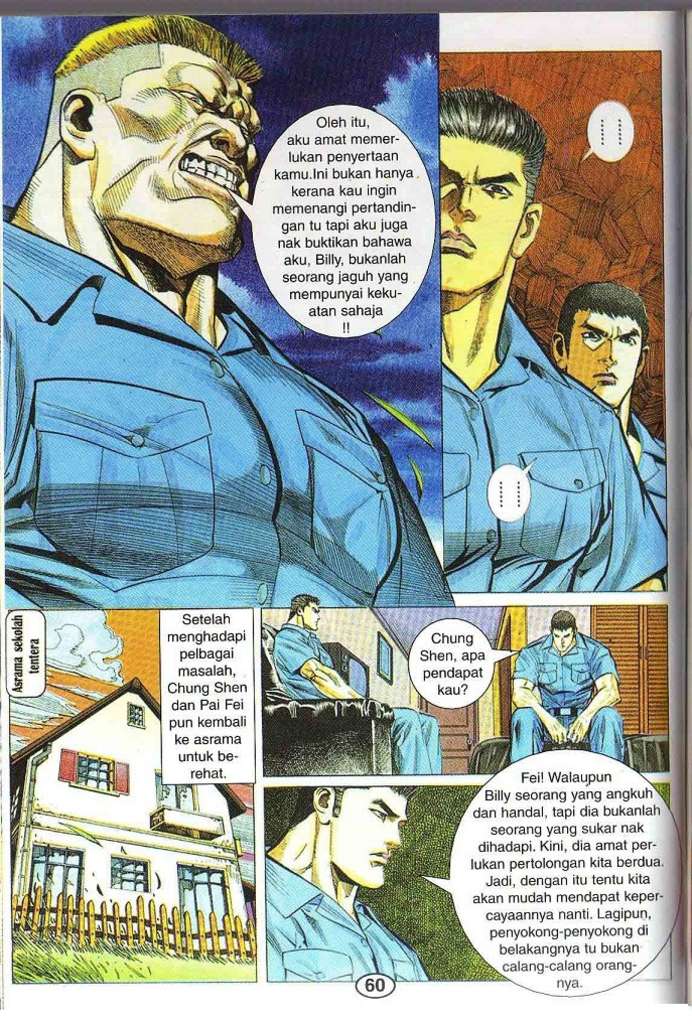 Oleh itu,
aku amat memer-
lukan penyertaan
kamu.Ini bukan hanya
kerana kau ingin
memenangi pertandin-
gan tu tapi aku juga
nak buktikan bahawa
aku, Billy, bukanlah
seorang jaguh yang
mempunyai keku-
atan sahaja
!!
Asrama sekolah
tentera
Setelah
menghadapi
pelbagai
masalah,
Chung Shen
dan Pai Fei
pun kembali
ke asrama
untuk be-
rehat.
Chung
Shen, apa
pendapat
kau?
Fei! Walaupun
Billy seorang yang angkuh
dan handal, tapi dia bukanlah
seorang yang sukar nak
dihadapi. Kini, dia amat per-
lukan pertolongan kita berdua.
Jadi, dengan itu tentu kita
akan mudah mendapat keper-
cayaannya nanti. Lagipun,
penyokong-penyokong di
belakangnya tu bukan
calang-calang orang-
nya.
60